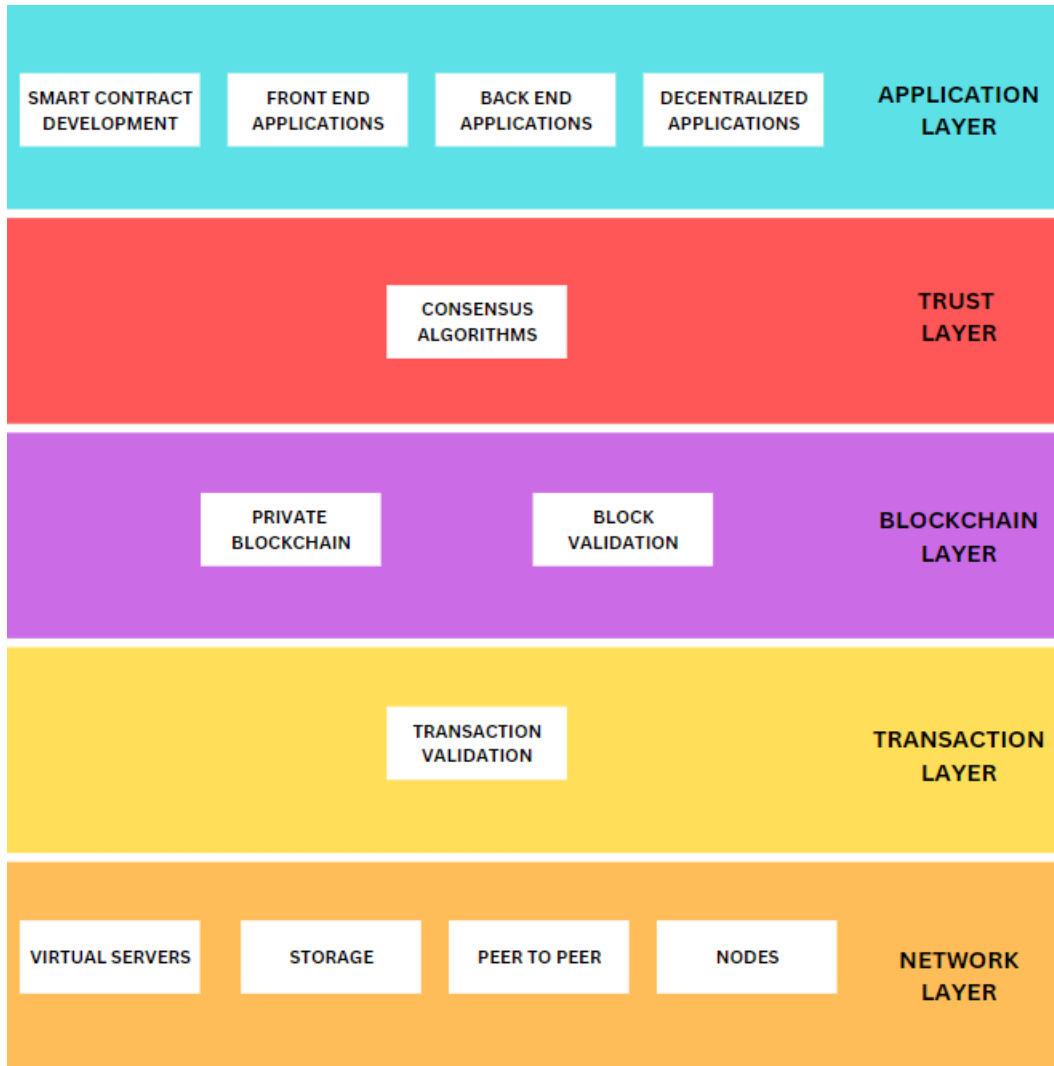 SMART CONTRACT
DEVELOPMENT
FRONT END
APPLICATIONS
BACK END
APPLICATIONS
DECENTRALIZED
APPLICATIONS
APPLICATION
LAYER
CONSENSUS
ALGORITHMS
TRUST
LAYER
PRIVATE
BLOCKCHAIN
BLOCK
VALIDATION
BLOCKCHAIN
LAYER
TRANSACTION
VALIDATION
TRANSACTION
LAYER
VIRTUAL SERVERS
STORAGE
PEER TO PEER
NODES
NETWORK
LAYER